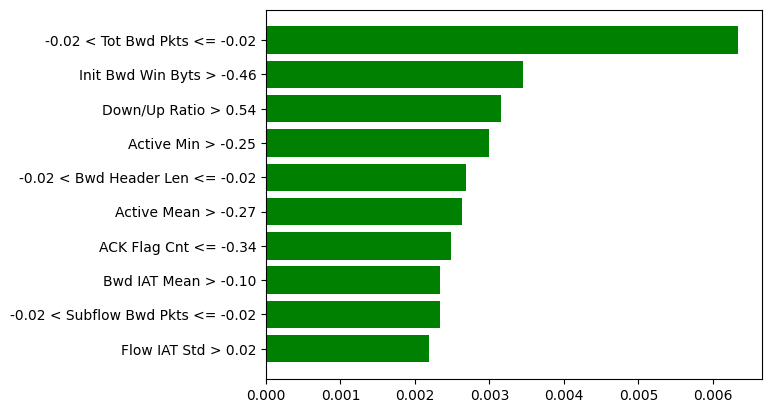 -0.02 < Tot Bwd Pkts <= -0.02
Init Bwd Win Byts > -0.46
Down/Up Ratio > 0.54
Active Min > -0.25
-0.02 < Bwd Header Len <= -0.02
Active Mean > -0.27
ACK Flag Cnt <= -0.34
Bwd IAT Mean > -0.10
-0.02 < Subflow Bwd Pkts <= -0.02
Flow IAT Std > 0.02
0.000 0.001 0.002 0.003 0.004 0.005 0.006